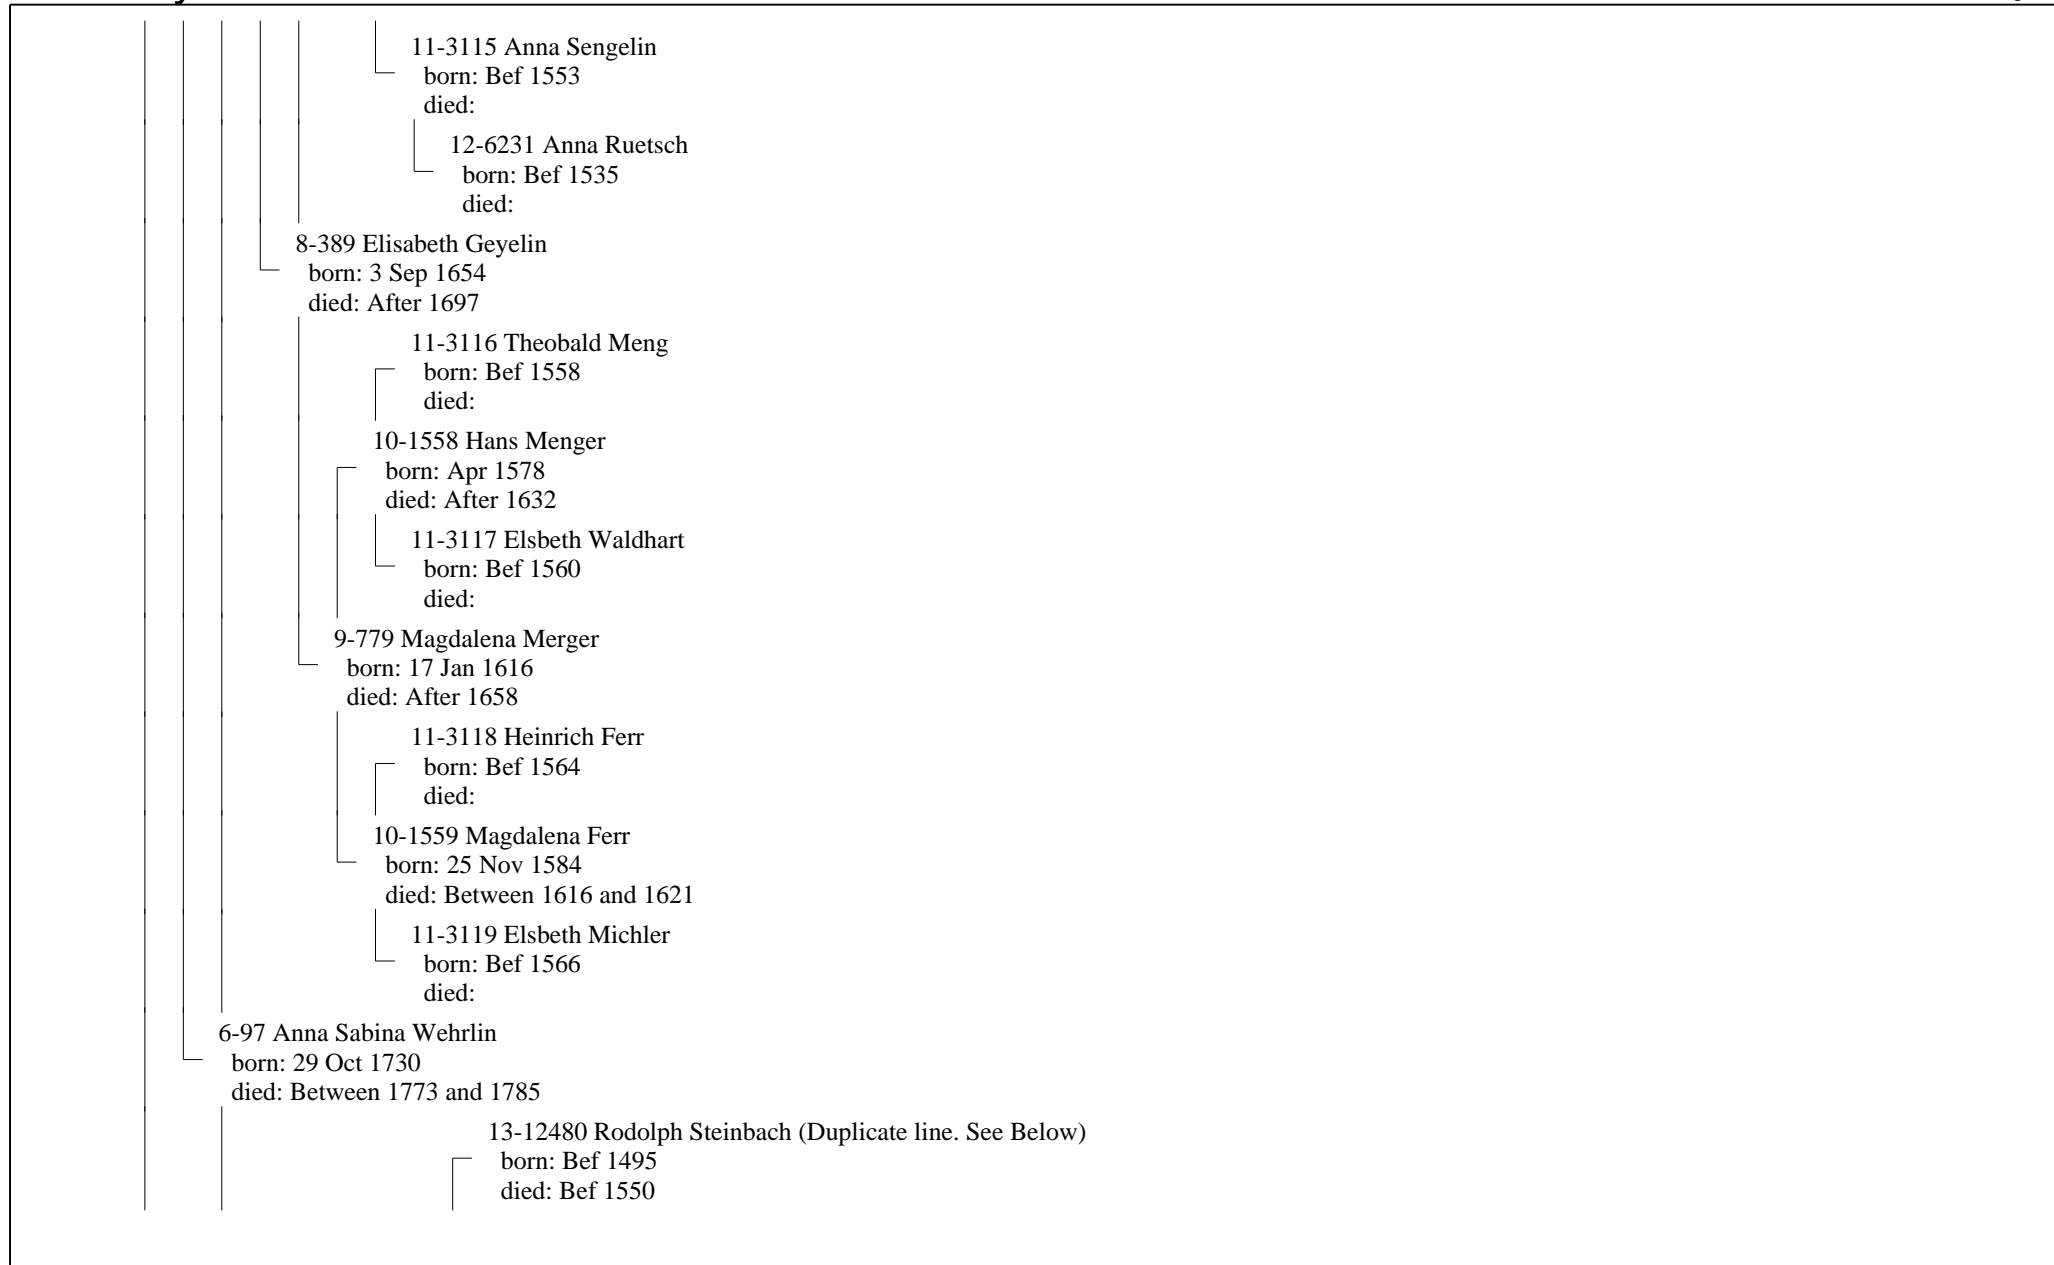 11-3115 Anna Sengelin
born: Bef 1553
died:
12-6231 Anna Ruetsch
born: Bef 1535
died:
8-389 Elisabeth Geyelin
born: 3 Sep 1654
died: After 1697
11-3116 Theobald Meng
born: Bef 1558
died:
10-1558 Hans Menger
born: Apr 1578
died: After 1632
11-3117 Elsbeth Waldhart
born: Bef 1560
died:
9-779 Magdalena Merger
born: 17 Jan 1616
died: After 1658
11-3118 Heinrich Ferr
born: Bef 1564
died:
10-1559 Magdalena Ferr
born: 25 Nov 1584
died: Between 1616 and 1621
11-3119 Elsbeth Michler
born: Bef 1566
died:
6-97 Anna Sabina Wehrlin
born: 29 Oct 1730
died: Between 1773 and 1785
13-12480 Rodolph Steinbach (Duplicate line. See Below)
born: Bef 1495
died: Bef 1550